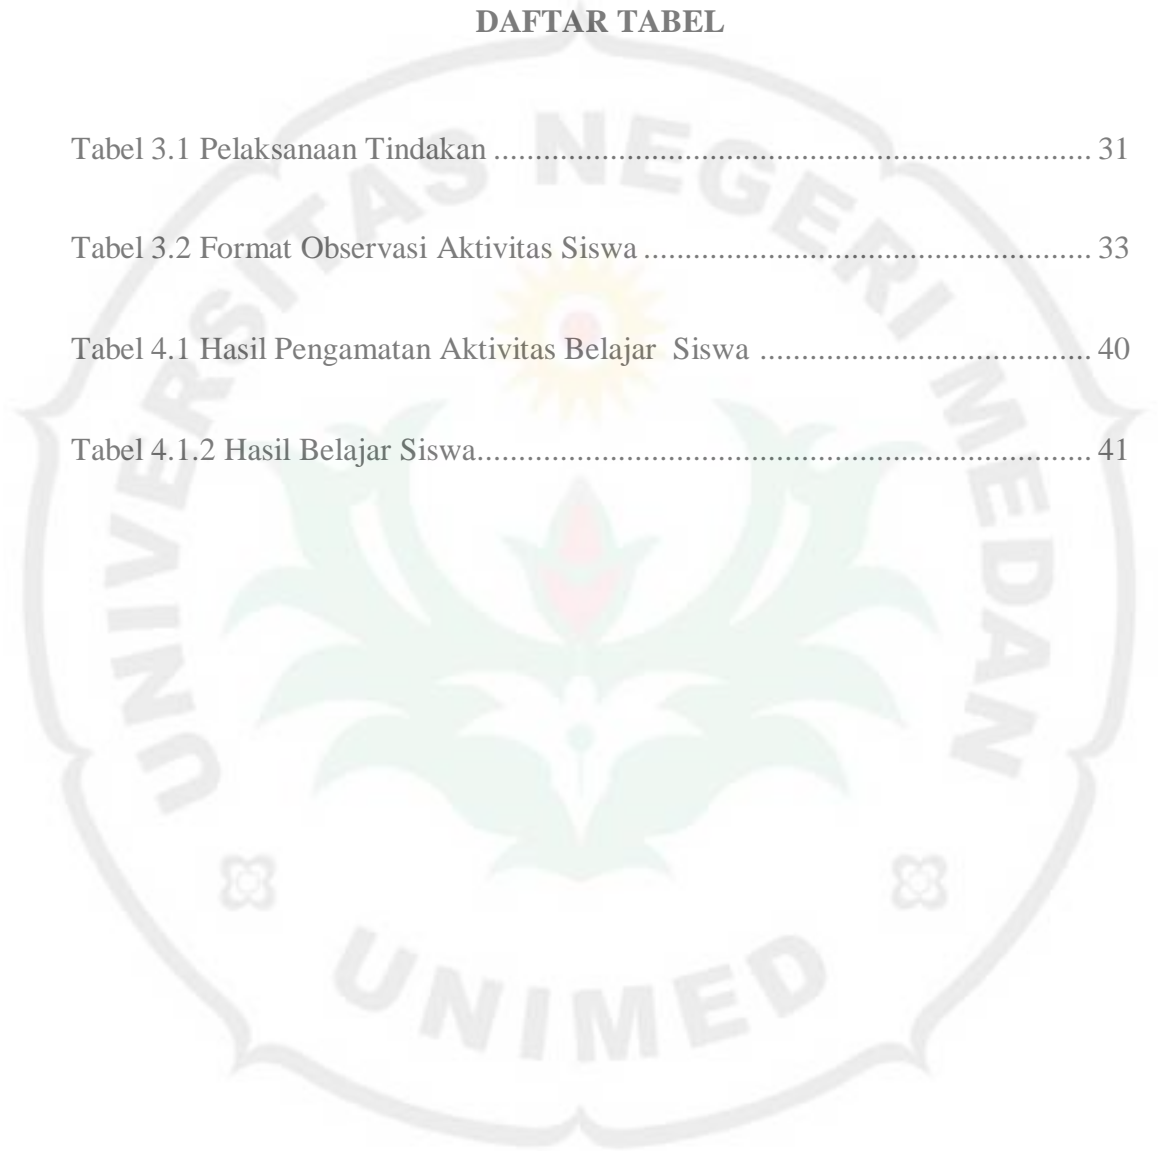 DAFTAR TABEL
Tabel 3.1 Pelaksanaan Tindakan ........................................................................... 31
Tabel 3.2 Format Observasi Aktivitas Siswa ........................................................ 33
Tabel 4.1 Hasil Pengamatan Aktivitas Belajar  Siswa ......................................... 40
Tabel 4.1.2 Hasil Belajar Siswa............................................................................. 41
UNIVERSITAS NEGERI MEDAN
UNIMED